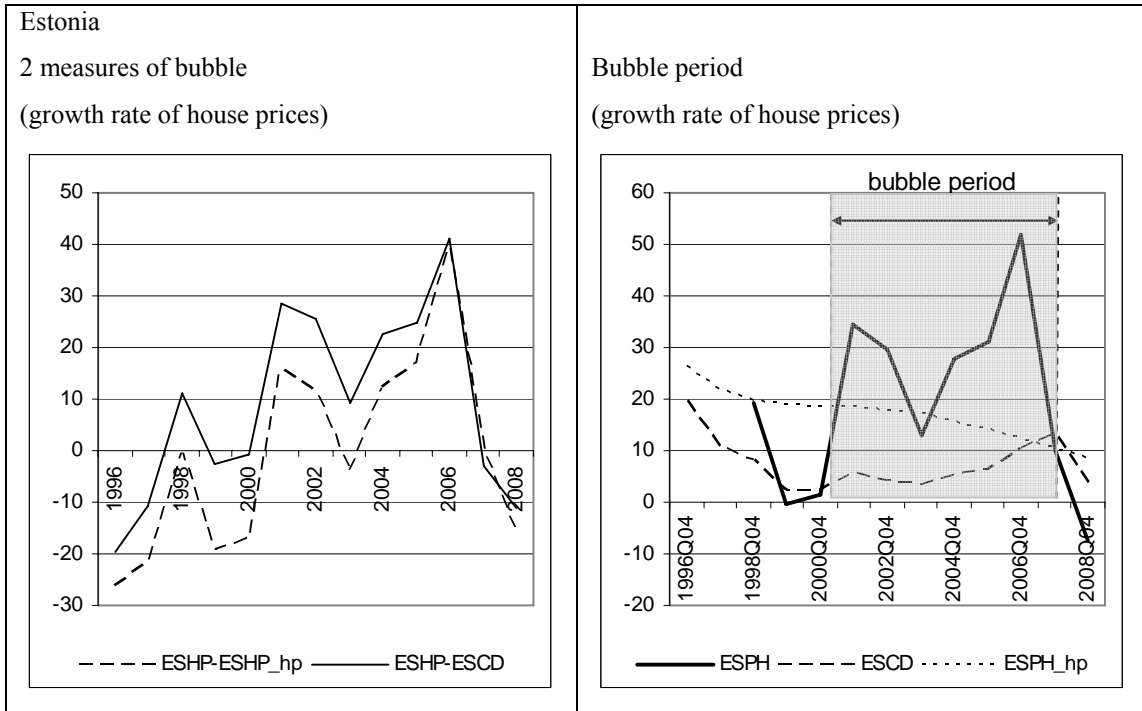 Estonia
2 measures of bubble
(growth rate of house prices)
50
40
30
20
10
0
-10
-20
-30
1996
1998
2000
2002
2004
2006
2008
ESHP-ESHP_hp
ESHP-ESCD
Bubble period
(growth rate of house prices)
bubble period
60
50
40
30
20
10
0
-10
-20
1996Q04
1998Q04
2000Q04
2002Q04
2004Q04
2006Q04
2008Q04
ESPH
ESCD
ESPH_hp